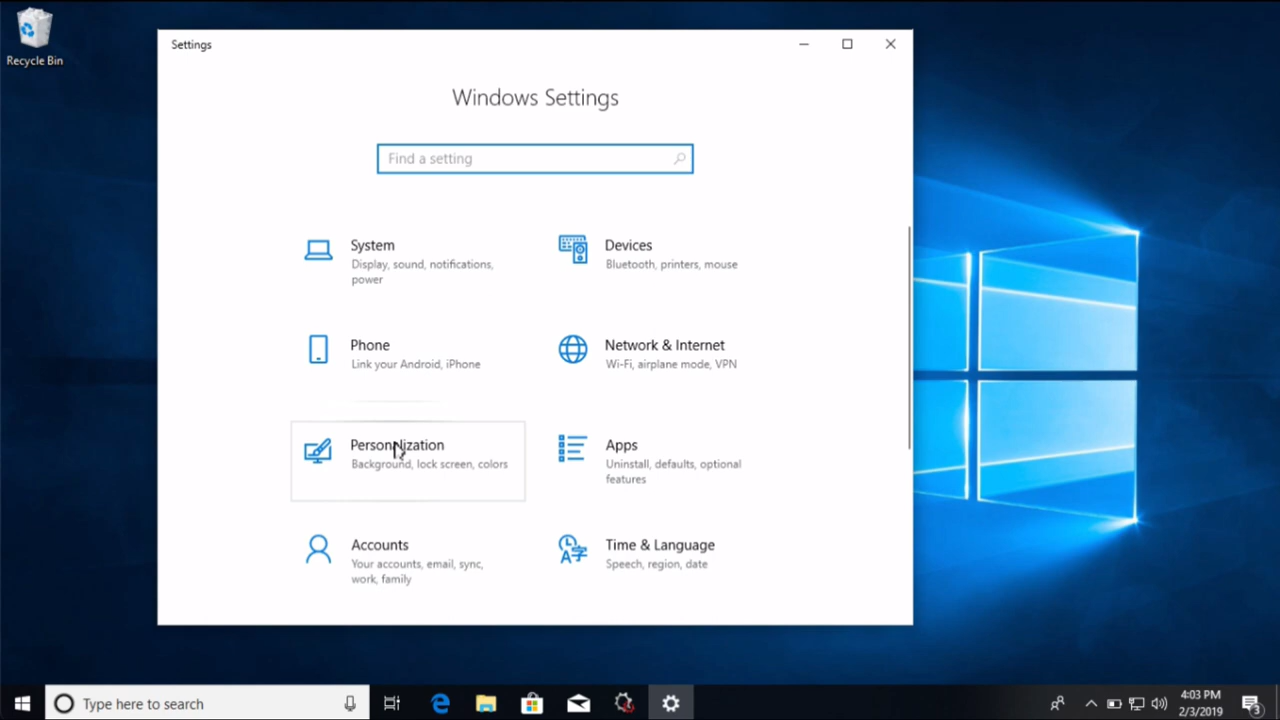 Recycle Bin
Settings
Windows Settings
Find a setting
System
Display, sound, notifications,
power
Devices
Bluetooth, printers, mouse
Phone
Link your Android, iPhone
Network & Internet
Wi-Fi, airplane mode, VPN
Personalization
Background, lock screen, colors
Apps
Uninstall, defaults, optional
features
Accounts
Your accounts, email, sync,
work, family
Time & Language
Speech, region, date
Type here to search
4:03 PM
2/3/2019
3